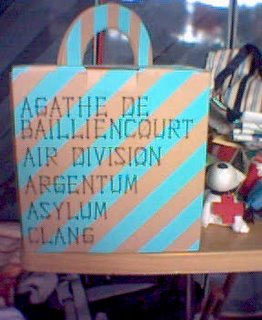 AGATHE DE
BAILLIENCOURT
AIR DIVISION
ARGENTUM
ASYLUM
CLANG